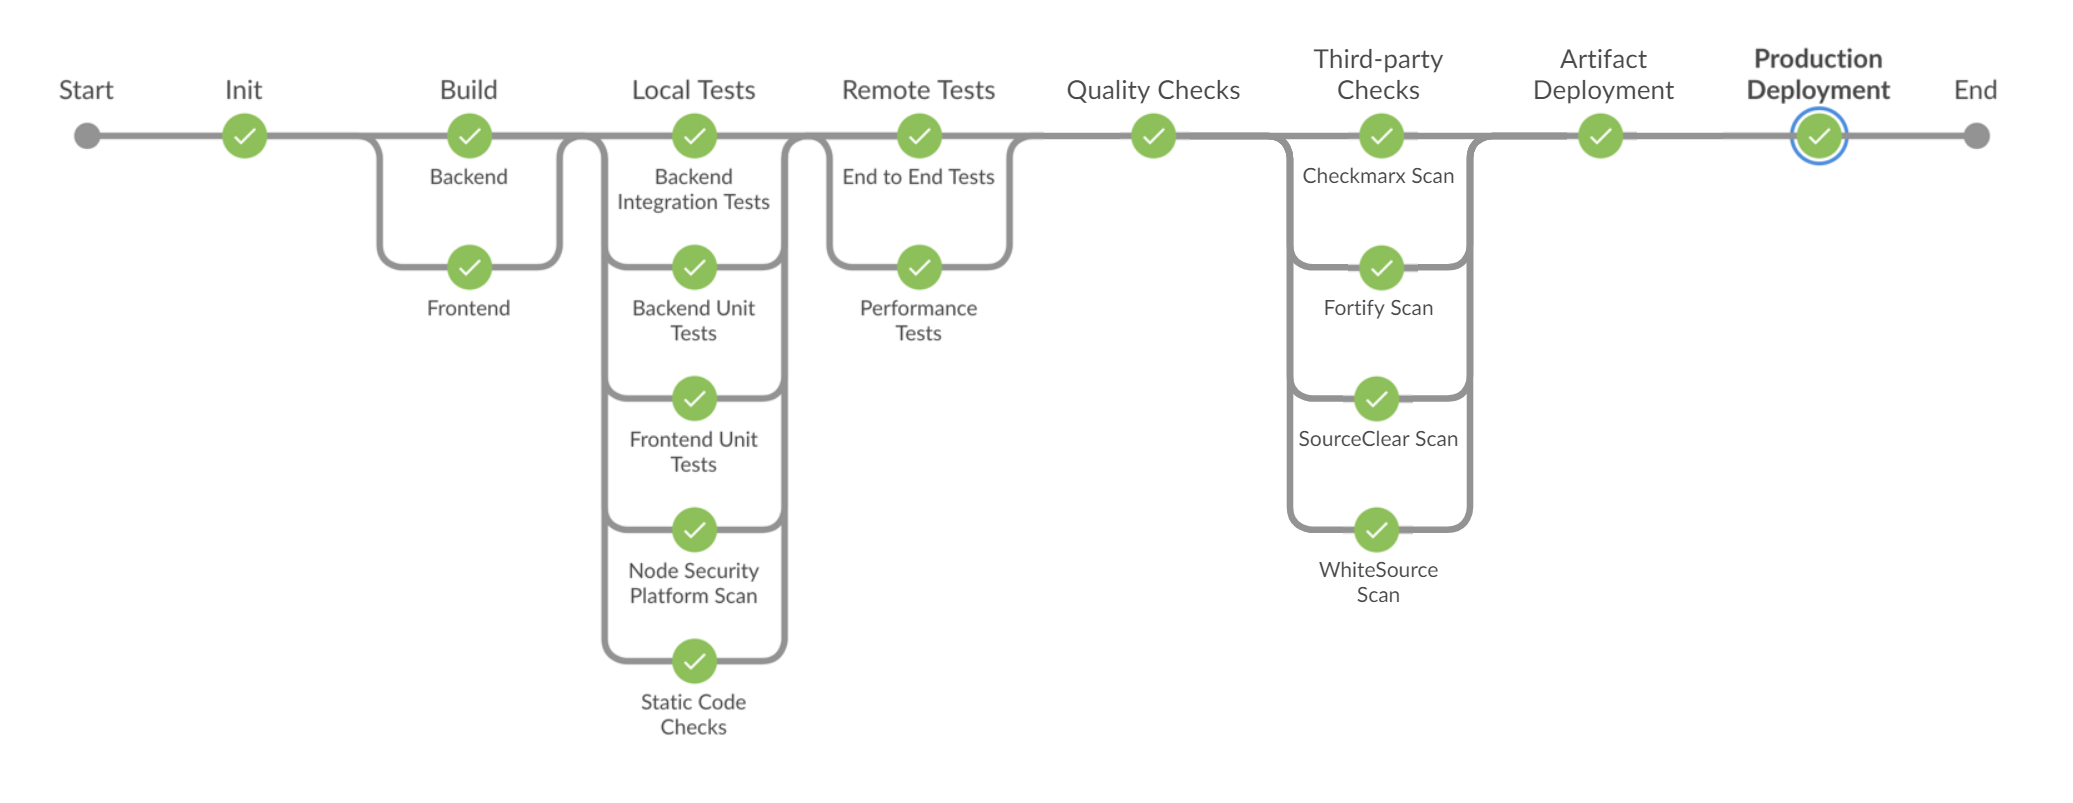 Start
Init
Build
Local Tests
Remote Tests
Quality Checks
Third-party
Checks
Artifact
Deployment
Production
Deployment
End
Backend
Frontend
Backend
Integration Tests
Backend Unit
Tests
Frontend Unit
Tests
Node Security
Platform Scan
Static Code
Checks
End to End Tests
Performance
Tests
Checkmarx Scan
Fortify Scan
SourceClear Scan
WhiteSource
Scan